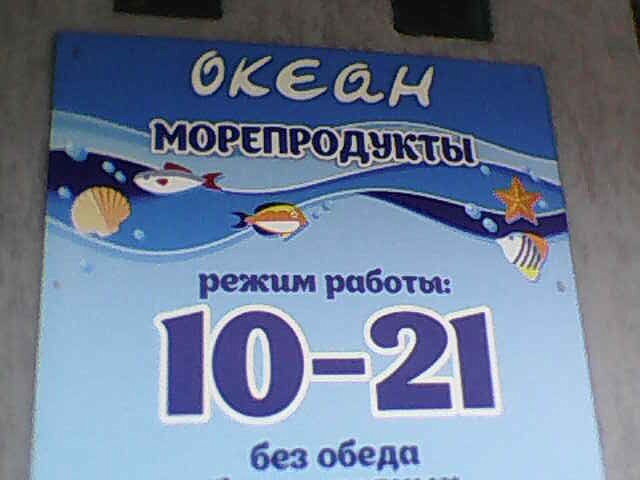 ОКЕАН
МОРЕПРОДУКТЫ
режим работы:
10-21
без обеда